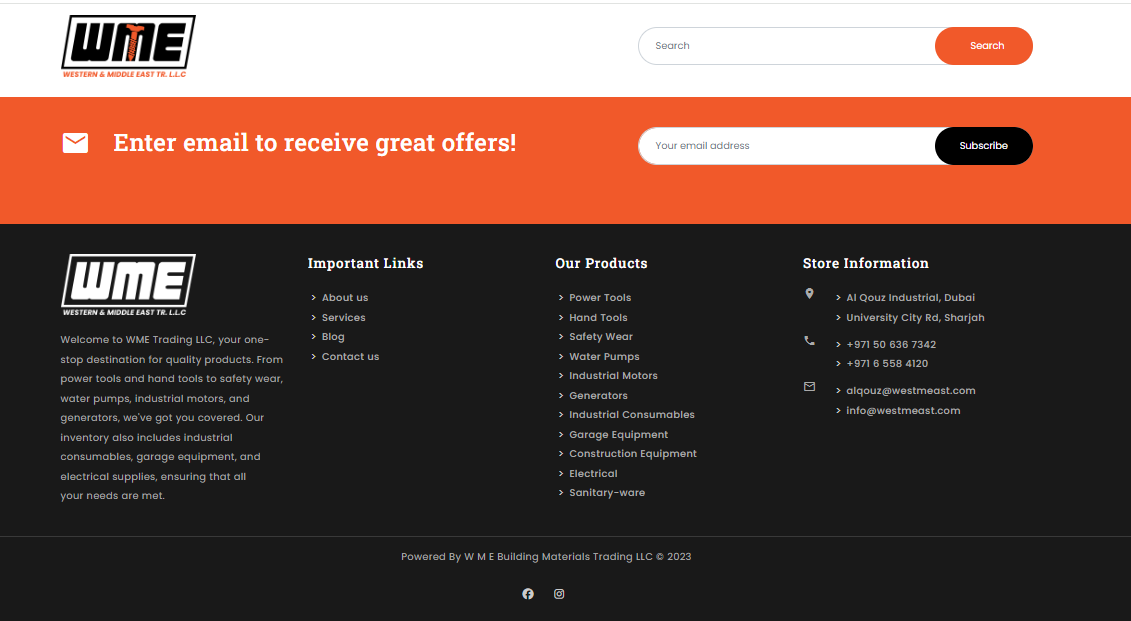 WME
WESTERN & MIDDLE EAST TR. L.L.C
Search
Search
Enter email to receive great offers!
Your email address
Subscribe
WME
WESTERN & MIDDLE EAST TR. L.L.C
Welcome to WME Trading LLC, your one-
stop destination for quality products. From
power tools and hand tools to safety wear,
water pumps, industrial motors, and
generators, we've got you covered. Our
inventory also includes industrial
consumables, garage equipment, and
electrical supplies, ensuring that all
your needs are met.
Important Links
> About us
> Services
> Blog
> Contact us
Our Products
> Power Tools
> Hand Tools
> Safety Wear
> Water Pumps
> Industrial Motors
> Generators
> Industrial Consumables
> Garage Equipment
> Construction Equipment
> Electrical
> Sanitary-ware
Store Information
> Al Qouz Industrial, Dubai
> University City Rd, Sharjah
> +971 50 636 7342
> +971 6 558 4120
> alqouz@westmeast.com
> info@westmeast.com
Powered By W M E Building Materials Trading LLC © 2023